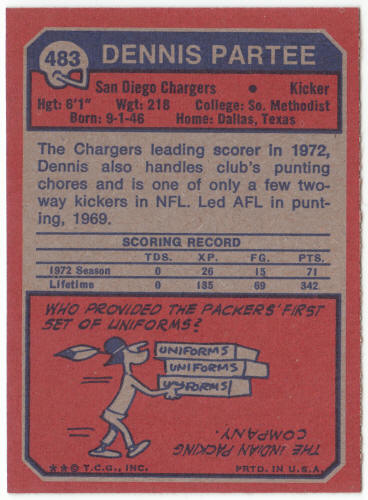 483 DENNIS PARTEE
San Diego Chargers • Kicker
Hgt: 6'1" Wgt: 218 College: So. Methodist
Born: 9-1-46 Home: Dallas, Texas
The Chargers leading scorer in 1972,
Dennis also handles club's punting
chores and is one of only a few two-
way kickers in NFL. Led AFL in punt-
ing, 1969.
SCORING RECORD
TDS. XP. FG. PTS.
1972 Season 0 26 15 71
Lifetime 0 135 69 342
WHO PROVIDED THE PACKERS' FIRST
SET OF UNIFORMS?
UNIFORMS
UNIFORMS
UNIFORMS
THE INDIAN PACKING
COMPANY.
★★© T.C.G., INC. PRTD. IN U.S.A.